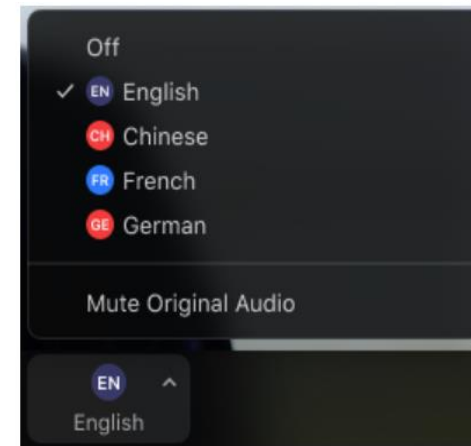 Off
EN English
CH Chinese
FR French
GE German
Mute Original Audio
EN
English